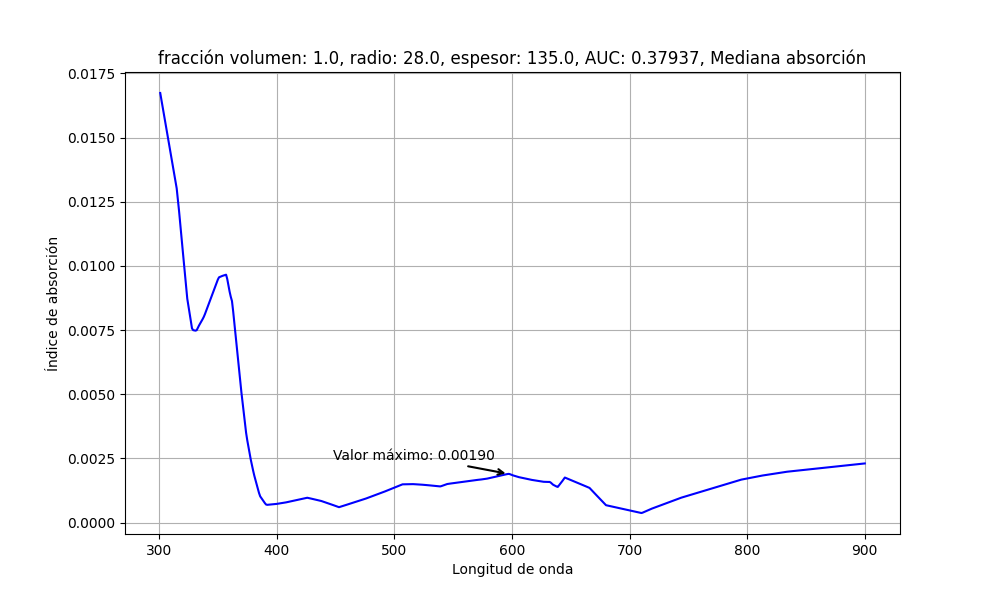 fracción volumen: 1.0, radio: 28.0, espesor: 135.0, AUC: 0.37937, Mediana absorción
0.0175
0.0150
0.0125
0.0100
0.0075
0.0050
0.0025
0.0000
Índice de absorción
Valor máximo: 0.00190
300 400 500 600 700 800 900
Longitud de onda